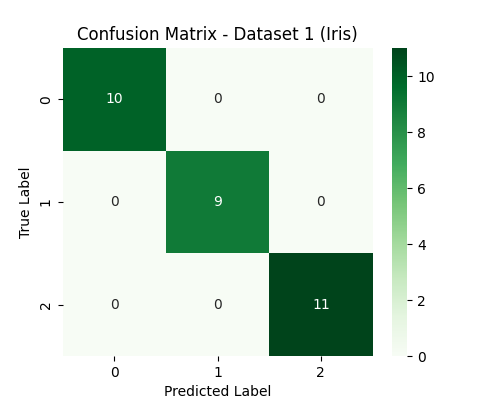 Confusion Matrix - Dataset 1 (Iris)
True Label
0 10 0 0
1 0 9 0
2 0 0 11
0 1 2
Predicted Label
10
8
6
4
2
0